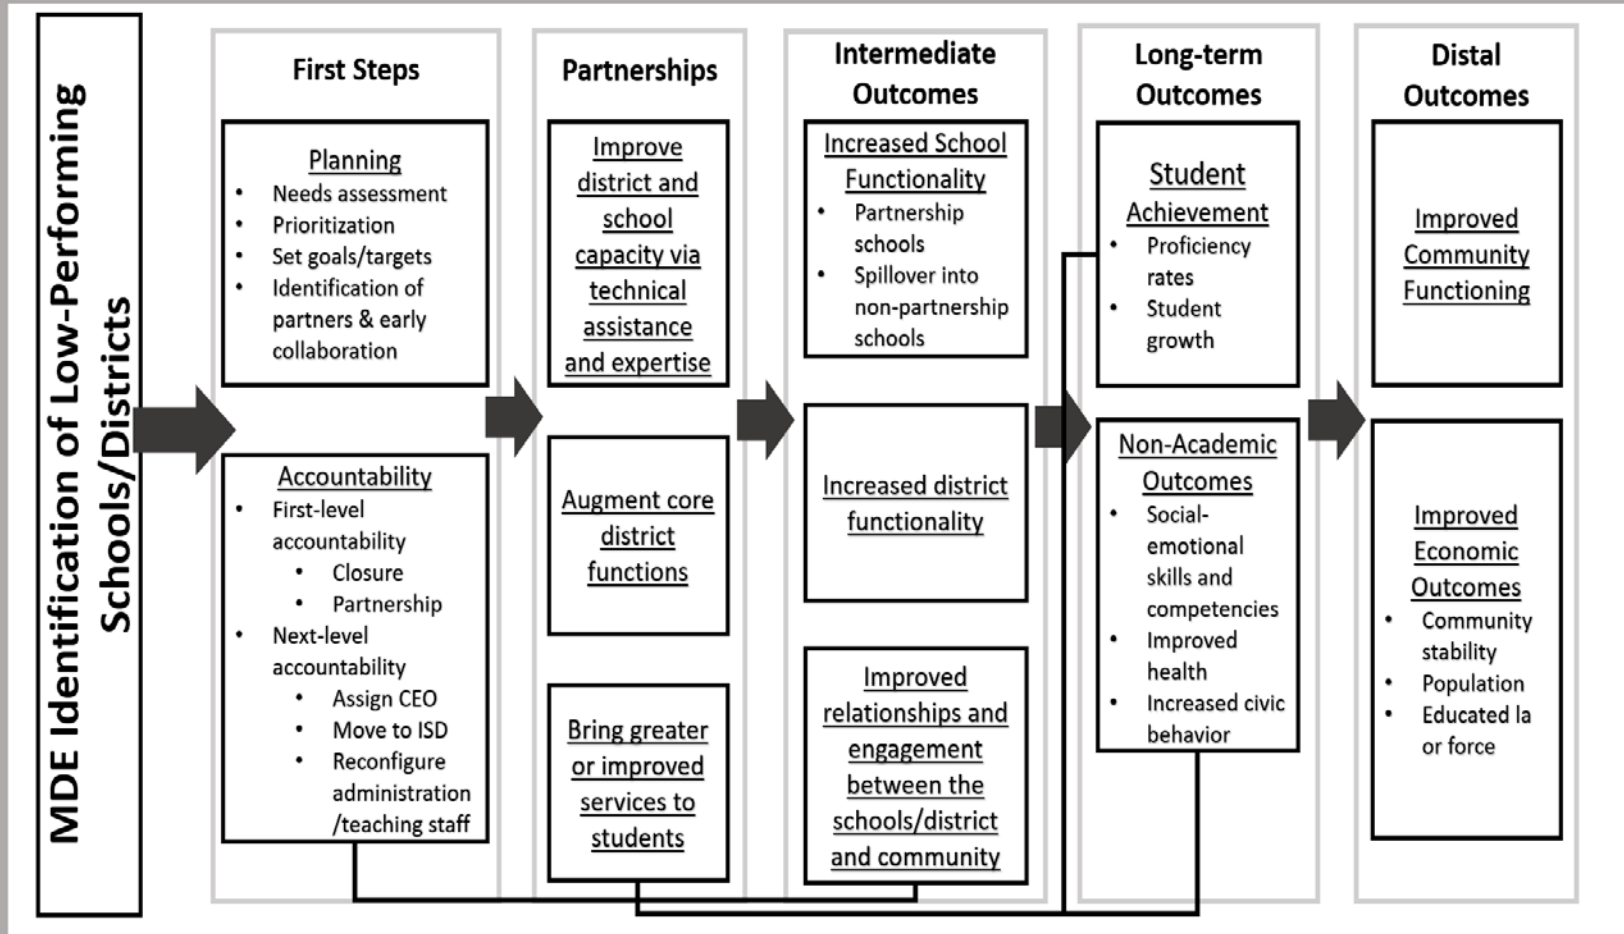 MDE Identification of Low-Performing
Schools/Districts
First Steps
Planning
• Needs assessment
• Prioritization
• Set goals/targets
• Identification of
partners & early
collaboration
Accountability
• First-level
accountability
• Closure
• Partnership
• Next-level
accountability
• Assign CEO
• Move to ISD
• Reconfigure
administration
/teaching staff
Partnerships
Improve
district and
school
capacity via
technical
assistance
and expertise
Augment core
district
functions
Bring greater
or improved
services to
students
Intermediate
Outcomes
Increased School
Functionality
• Partnership
schools
• Spillover into
non-partnership
schools
Increased district
functionality
Improved
relationships and
engagement
between the
schools/district
and community
Long-term
Outcomes
Student
Achievement
• Proficiency
rates
• Student
growth
Non-Academic
Outcomes
• Social-
emotional
skills and
competencies
• Improved
health
• Increased civic
behavior
Distal
Outcomes
Improved
Community
Functioning
Improved
Economic
Outcomes
• Community
stability
• Population
• Educated la
or force